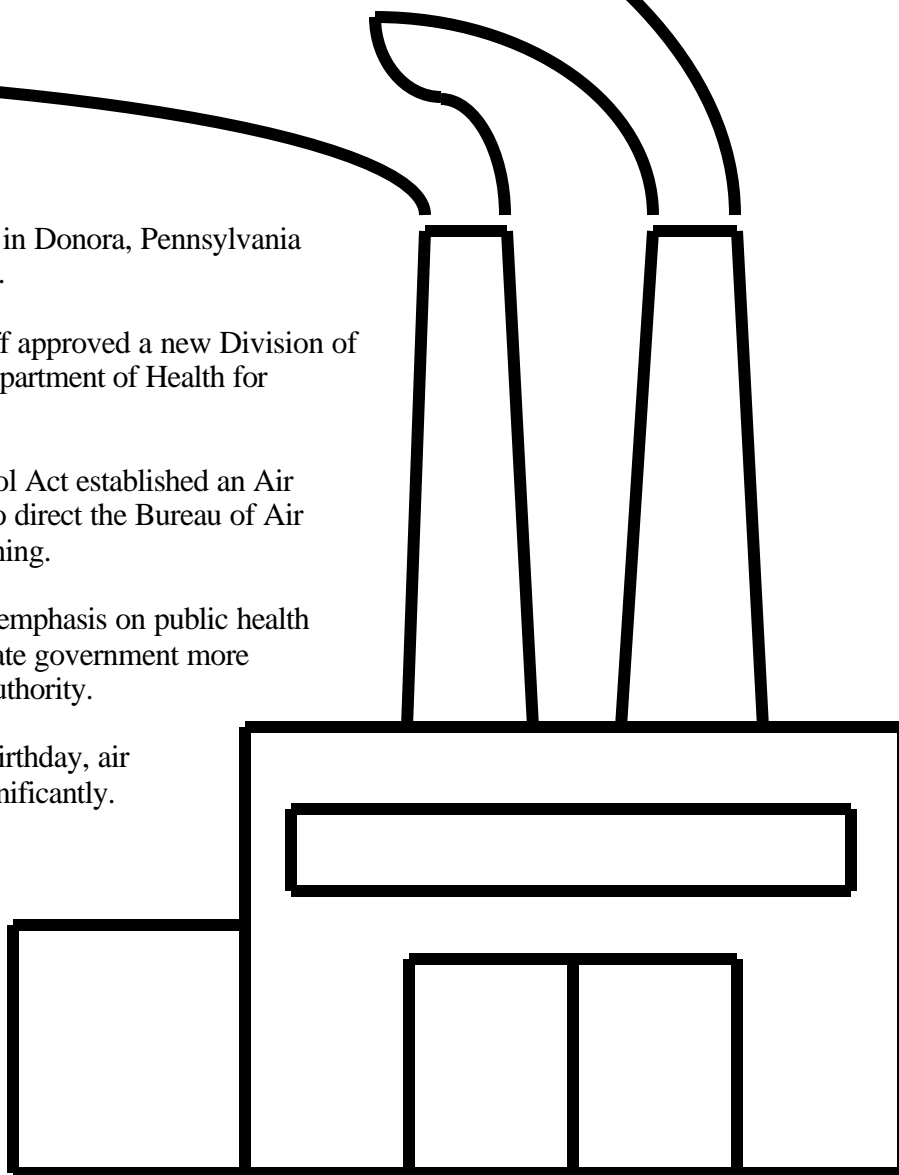 in Donora, Pennsylvania
.
approved a new Division of
partment of Health for
Act established an Air
direct the Bureau of Air
ning.
emphasis on public health
ate government more
uthority.
irthday, air
nificantly.